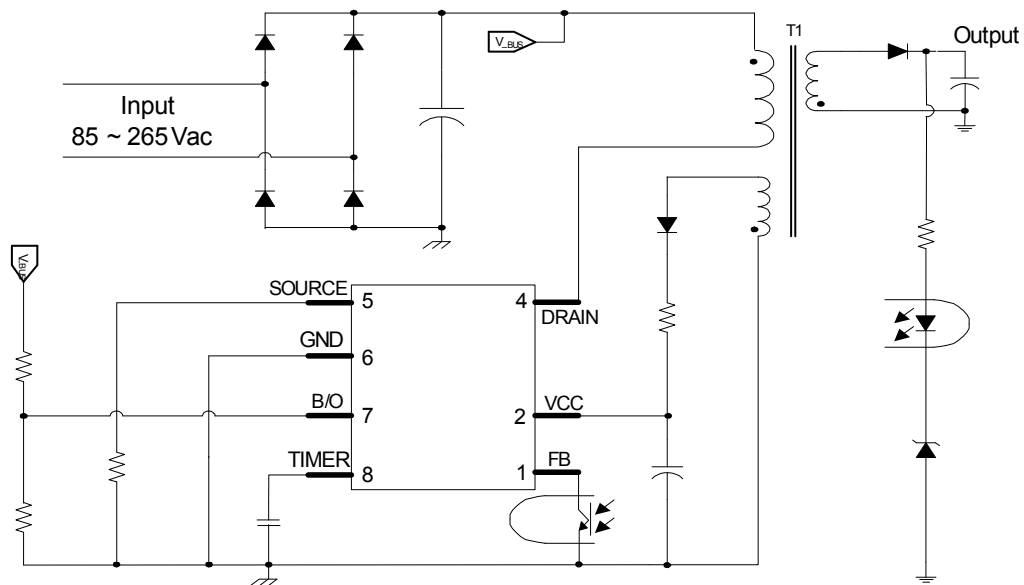 V_BUS
T1
Output
Input
85 ~ 265 Vac
V_BUS
SOURCE
5
4
DRAIN
GND
6
B/O
7
2
VCC
TIMER
8
1
FB